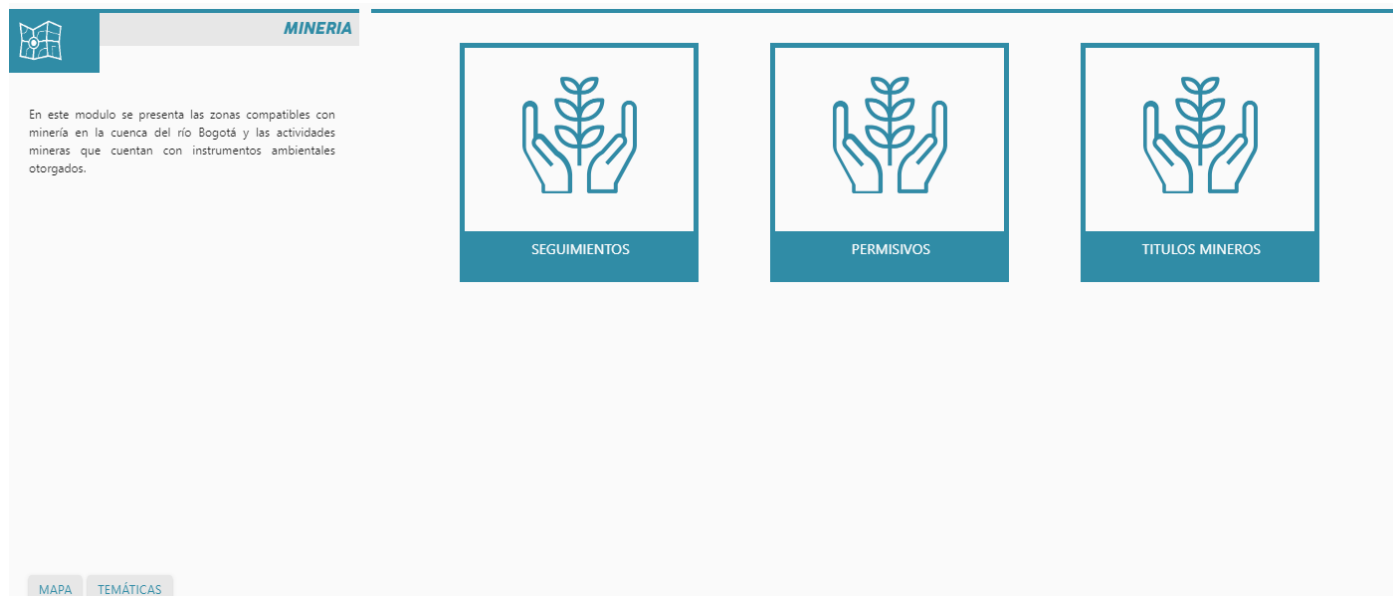 MINERIA
En este modulo se presenta las zonas compatibles con
minería en la cuenca del río Bogotá y las actividades
mineras que cuentan con instrumentos ambientales
otorgados.
SEGUIMIENTOS
PERMISIVOS
TITULOS MINEROS
MAPA
TEMÁTICAS